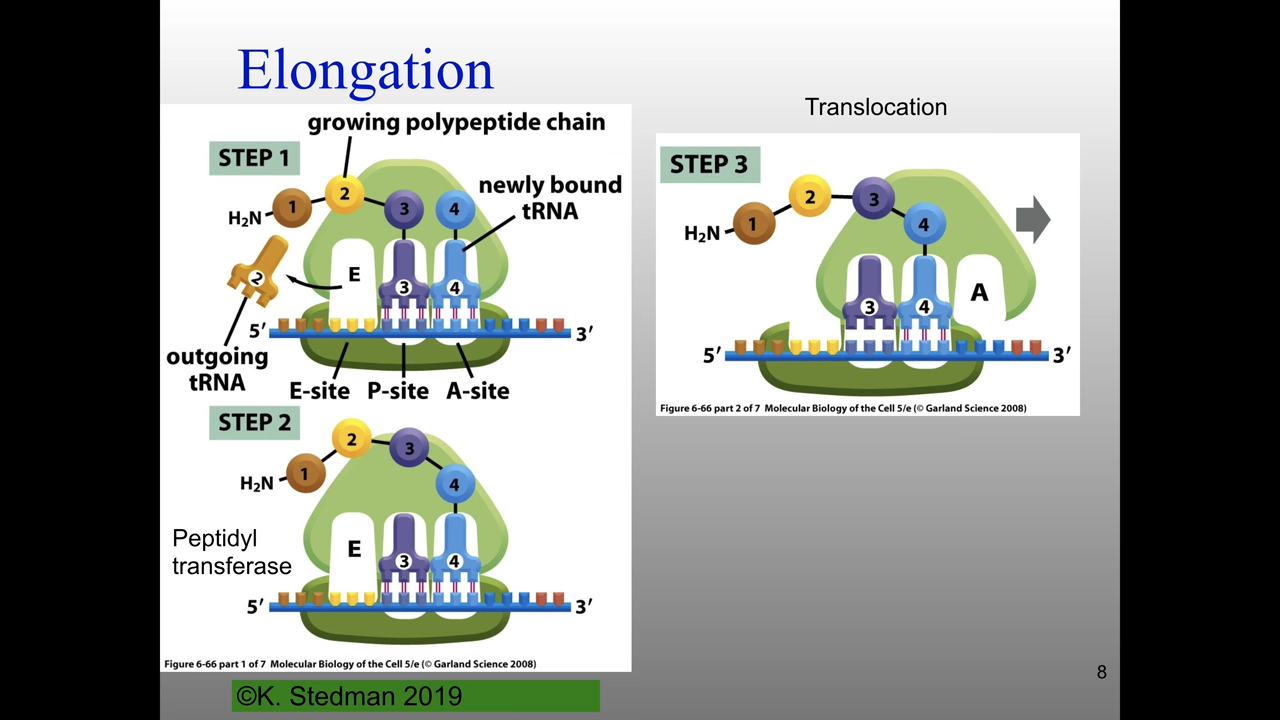 Elongation
growing polypeptide chain
STEP 1
newly bound
tRNA
1
2
3
4
H₂N
2
E
3
4
5′
3′
outgoing
tRNA
E-site
P-site
A-site
STEP 2
1
2
3
4
H₂N
Peptidyl
transferase
E
3
4
5′
3′
Figure 6-66 part 1 of 7 Molecular Biology of the Cell 5/e (© Garland Science 2008)
©K. Stedman 2019
Translocation
STEP 3
1
2
3
4
H₂N
3
4
A
5′
3′
Figure 6-66 part 2 of 7 Molecular Biology of the Cell 5/e (© Garland Science 2008)
8